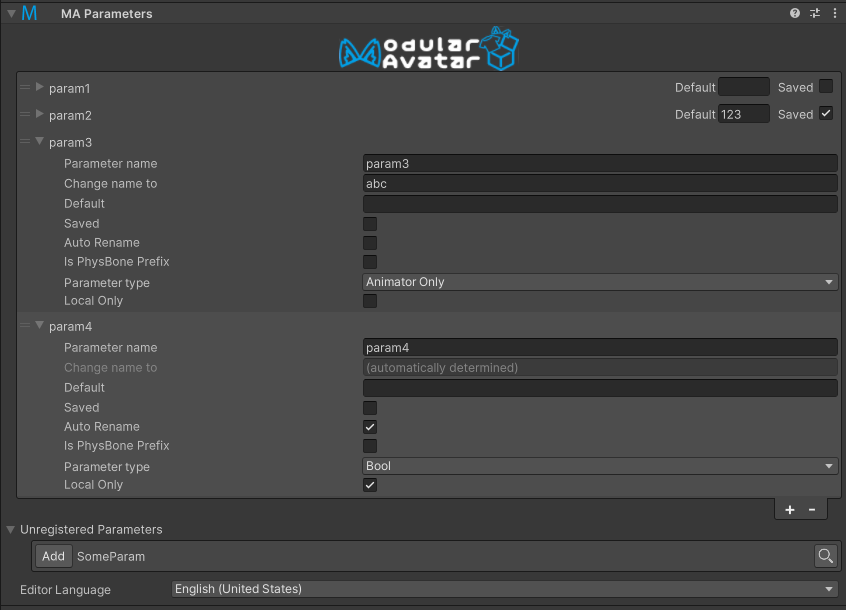 MA Parameters
Modular
Avatar
param1 Default Saved
param2 Default 123 Saved
param3
Parameter name param3
Change name to abc
Default
Saved
Auto Rename
Is PhysBone Prefix
Parameter type Animator Only
Local Only
param4
Parameter name param4
Change name to (automatically determined)
Default
Saved
Auto Rename
Is PhysBone Prefix
Parameter type Bool
Local Only
+ -
Unregistered Parameters
Add SomeParam
Editor Language English (United States)